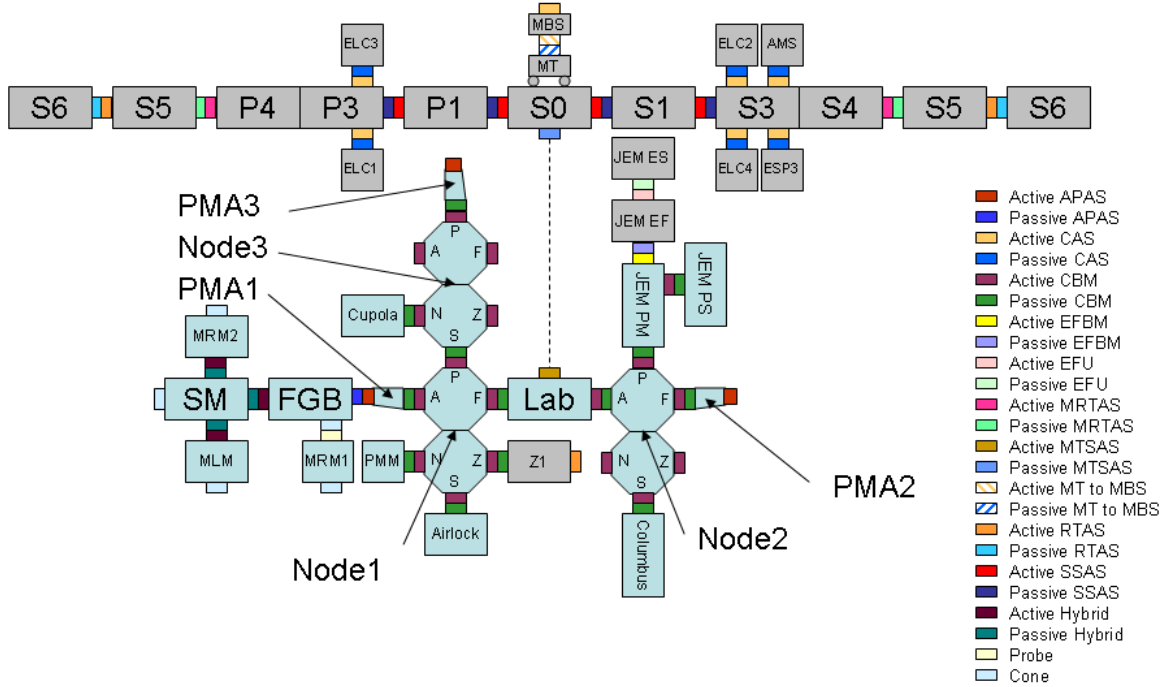 MBS
ELC3
ELC2
AMS
MT
S6
S5
P4
P3
P1
S0
S1
S3
S4
S5
S6
ELC1
JEM ES
ELC4
ESP3
PMA3
Node3
PMA1
P
A
F
JEM EF
JEM PM
JEM PS
Cupola
N
Z
S
MRM2
SM
FGB
P
A
F
Lab
P
A
F
MLM
MRM1
PMM
N
Z
S
Z1
N
Z
S
PMA2
Airlock
Columbus
Node1
Node2
Active APAS
Passive APAS
Active CAS
Passive CAS
Active CBM
Passive CBM
Active EFBM
Passive EFBM
Active EFU
Passive EFU
Active MRTAS
Passive MRTAS
Active MTSAS
Passive MTSAS
Active MT to MBS
Passive MT to MBS
Active RTAS
Passive RTAS
Active SSAS
Passive SSAS
Active Hybrid
Passive Hybrid
Probe
Cone